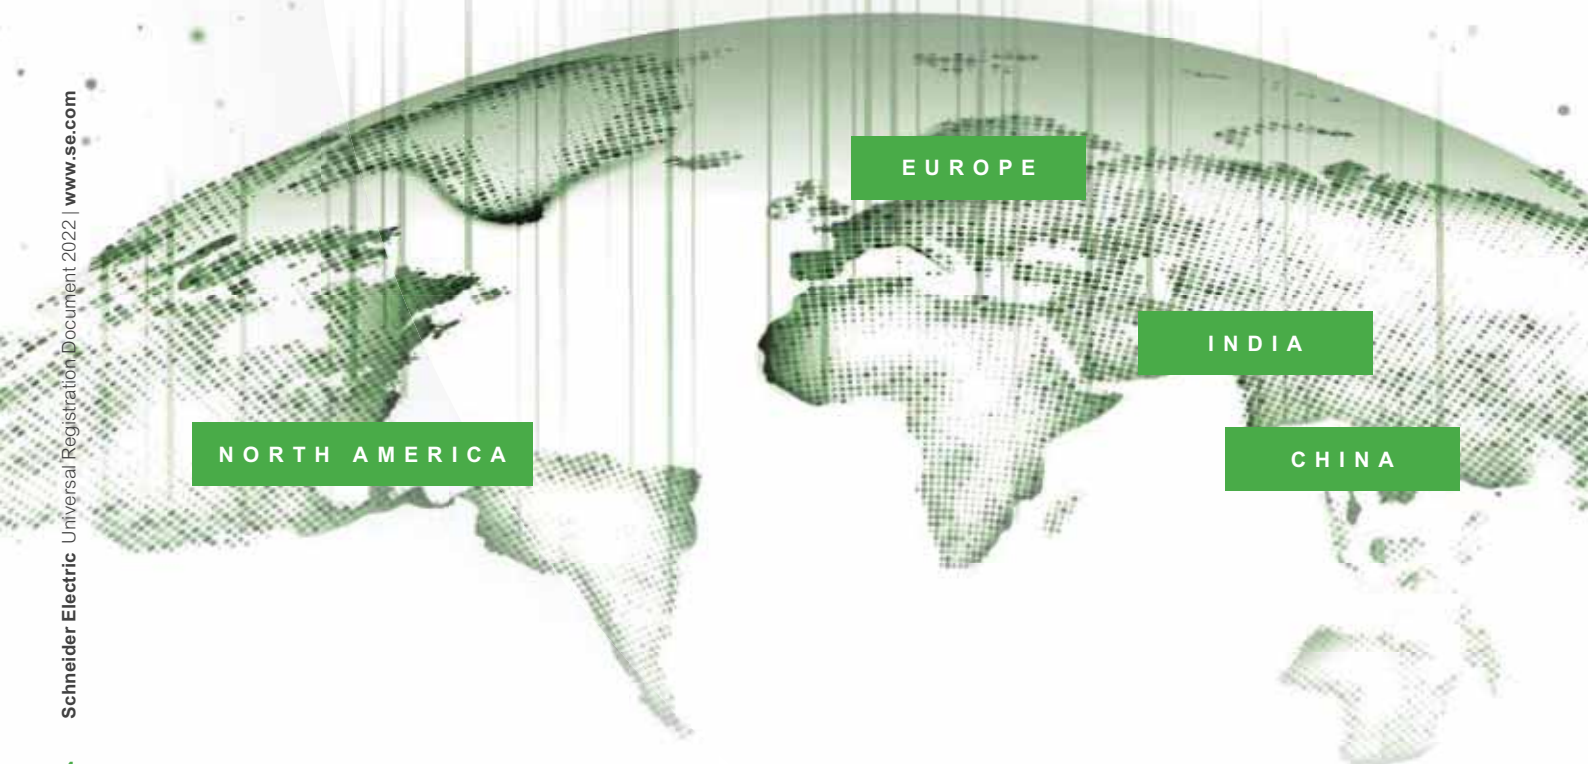 Schneider Electric Universal Registration Document 2022 | www.se.com
EUROPE
INDIA
NORTH AMERICA
CHINA